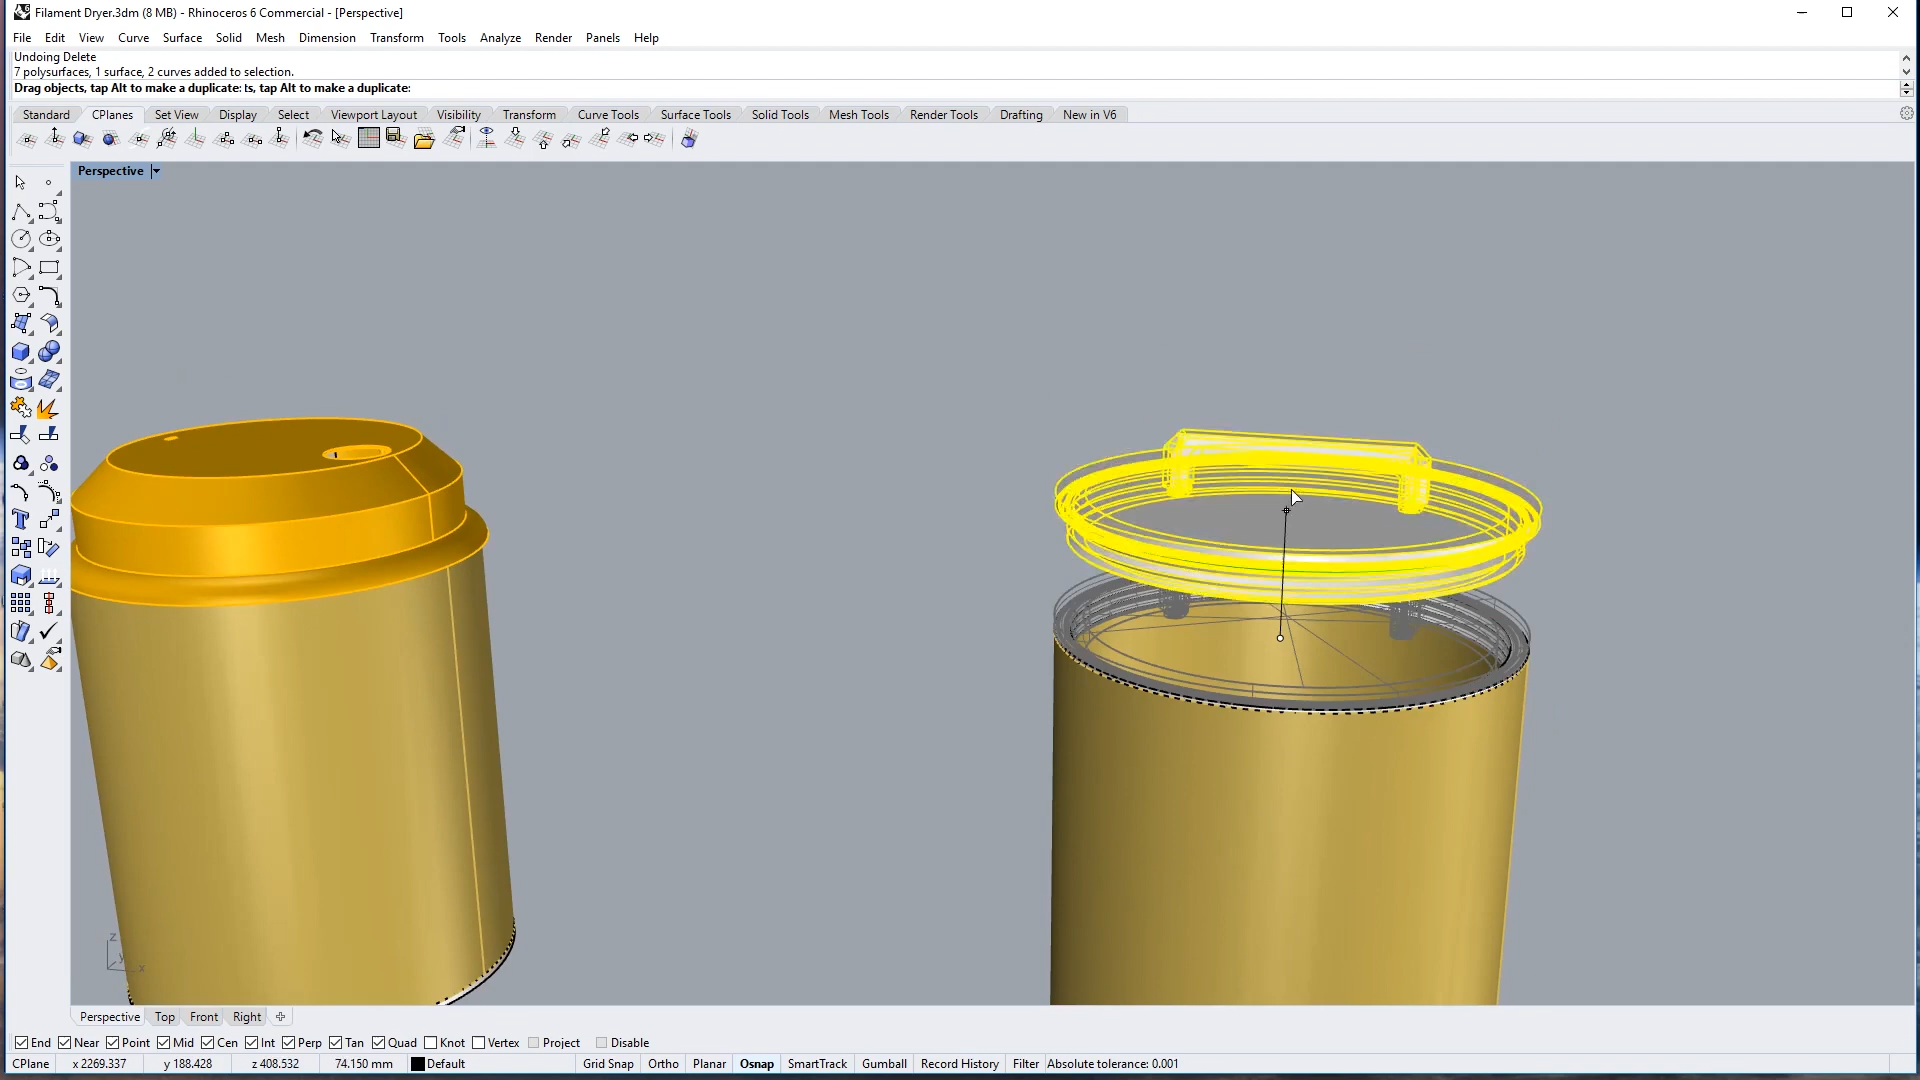 Filament Dryer.3dm (8 MB) - Rhinoceros 6 Commercial - [Perspective]
File Edit View Curve Surface Solid Mesh Dimension Transform Tools Analyze Render Panels Help
Undoing Delete
7 polysurfaces, 1 surface, 2 curves added to selection.
Drag objects, tap Alt to make a duplicate: ts, tap Alt to make a duplicate:
Standard CPlanes Set View Display Select Viewport Layout Visibility Transform Curve Tools Surface Tools Solid Tools Mesh Tools Render Tools Drafting New in V6
Perspective
z
y
x
Perspective Top Front Right
End Near Point Mid Cen Int Perp Tan Quad Knot Vertex Project Disable
CPlane x 2269.337 y 188.428 z 408.532 74.150 mm Default Grid Snap Ortho Planar Osnap SmartTrack Gumball Record History Filter Absolute tolerance: 0.001